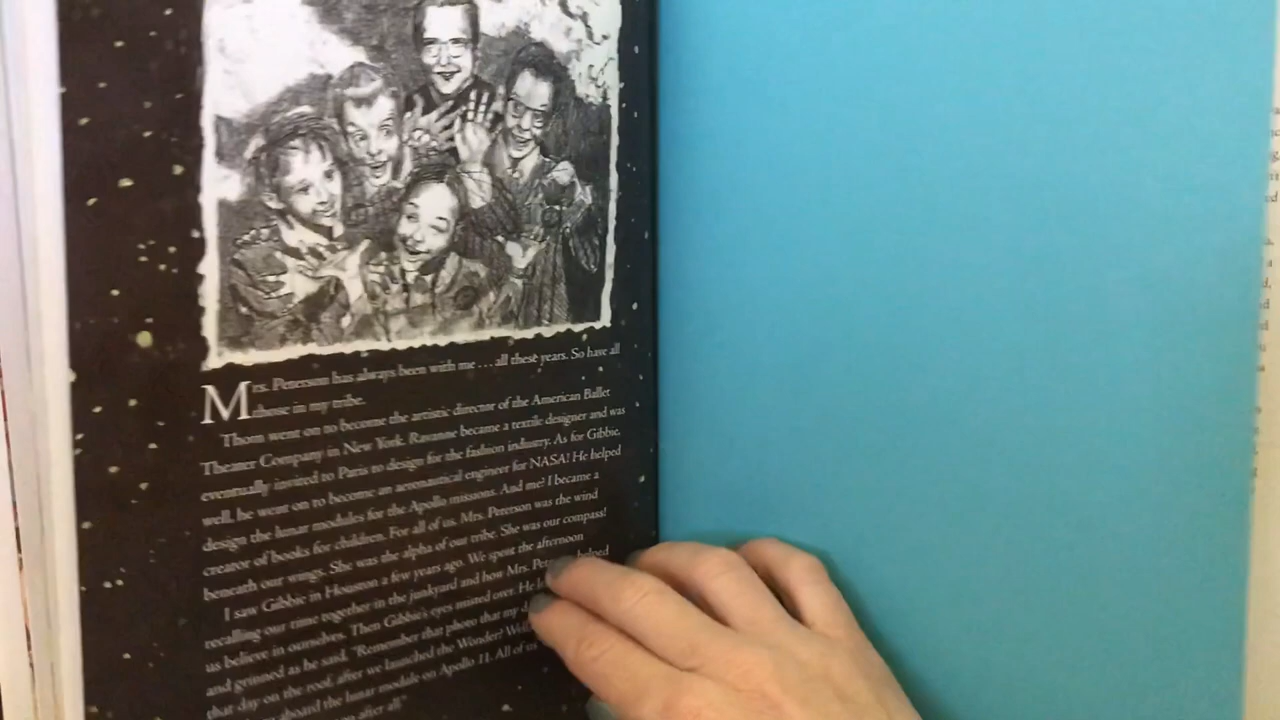 Mrs. Peterson has always been with me . . . all these years. So have all
those in my tribe.
Thom went on to become the artistic director of the American Ballet
Theater Company in New York. Ravanne became a textile designer and was
eventually invited to Paris to design for the fashion industry. As for Gibbie,
well, he went on to become an aeronautical engineer for NASA! He helped
design the lunar modules for the Apollo missions. And me? I became a
creator of books for children. For all of us, Mrs. Peterson was the wind
beneath our wings. She was the alpha of our tribe. She was our compass!
I saw Gibbie in Houston a few years ago. We spent the afternoon
recalling our time together in the junkyard and how Mrs. helped
us believe in ourselves. Then Gibbie's eyes misted over. He
and grinned as he said, "Remember that photo that my
that day on the roof, after we launched the Wonder?
aboard the lunar module on Apollo 11. All of us
after all."